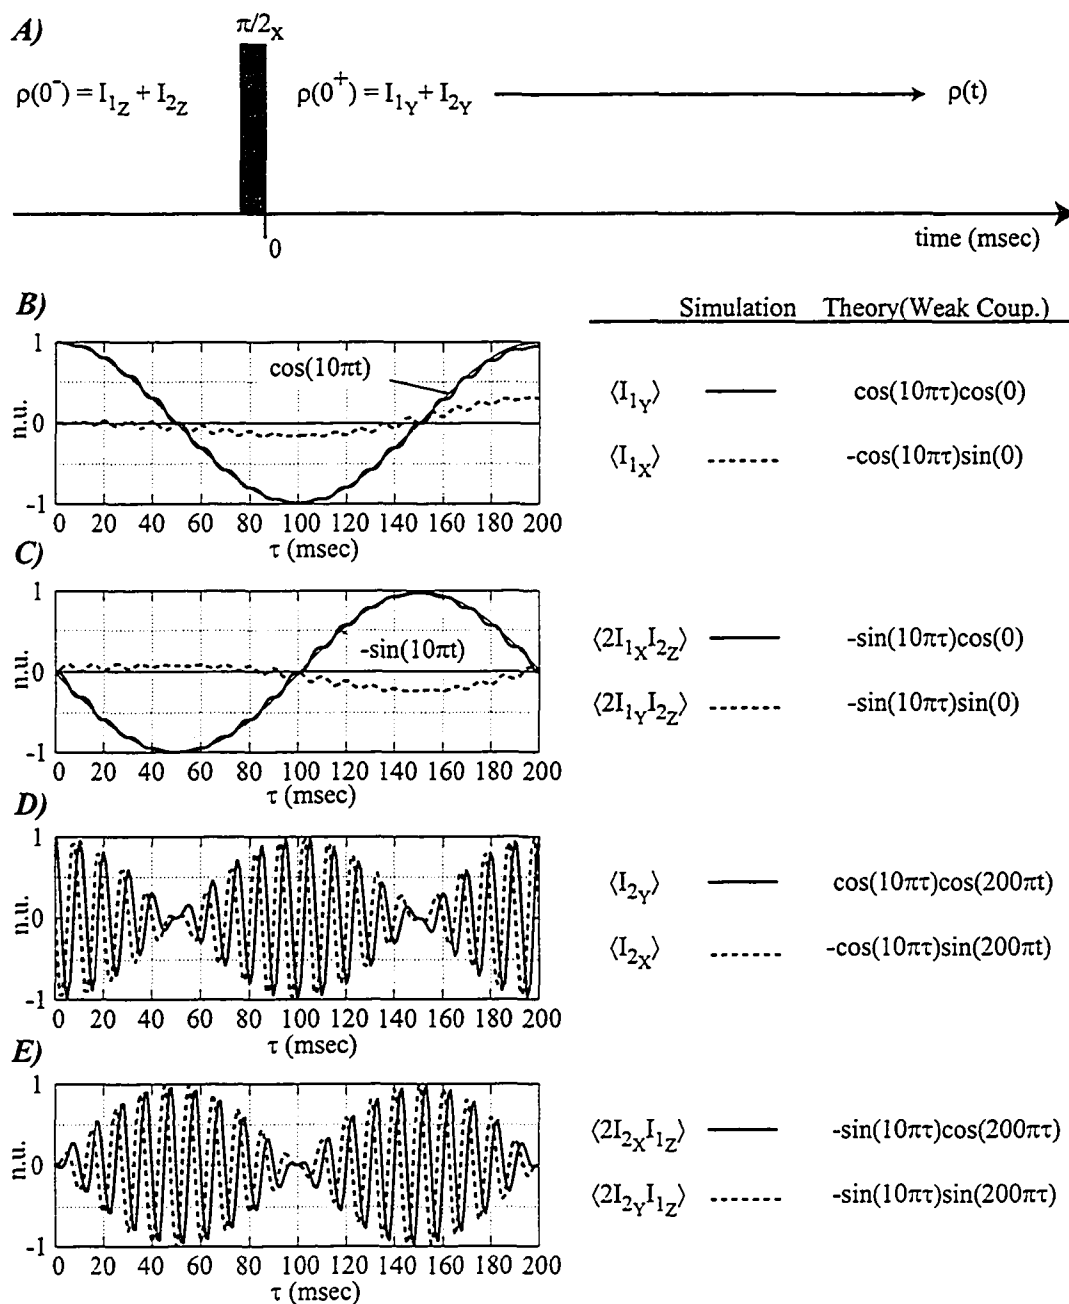 A)
π/2X
ρ(0-) = I1Z + I2Z
ρ(0+) = I1Y + I2Y
ρ(t)
0
time (msec)
B)
Simulation Theory(Weak Coup.)
n.u.
1
0
-1
cos(10πt)
0 20 40 60 80 100 120 140 160 180 200
τ (msec)
⟨I1Y⟩ cos(10πτ)cos(0)
⟨I1X⟩ -cos(10πτ)sin(0)
C)
n.u.
1
0
-1
-sin(10πt)
0 20 40 60 80 100 120 140 160 180 200
τ (msec)
⟨2I1XI2Z⟩ -sin(10πτ)cos(0)
⟨2I1YI2Z⟩ -sin(10πτ)sin(0)
D)
n.u.
1
0
-1
0 20 40 60 80 100 120 140 160 180 200
τ (msec)
⟨I2Y⟩ cos(10πτ)cos(200πt)
⟨I2X⟩ -cos(10πτ)sin(200πt)
E)
n.u.
1
0
-1
0 20 40 60 80 100 120 140 160 180 200
τ (msec)
⟨2I2XI1Z⟩ -sin(10πτ)cos(200πτ)
⟨2I2YI1Z⟩ -sin(10πτ)sin(200πτ)